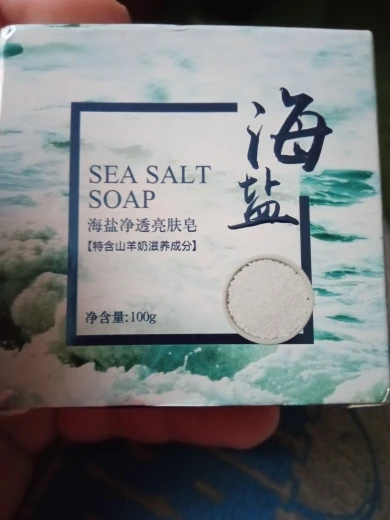 海盐
SEA SALT
SOAP
海盐净透亮肤皂
【特含山羊奶滋养成分】
净含量:100g